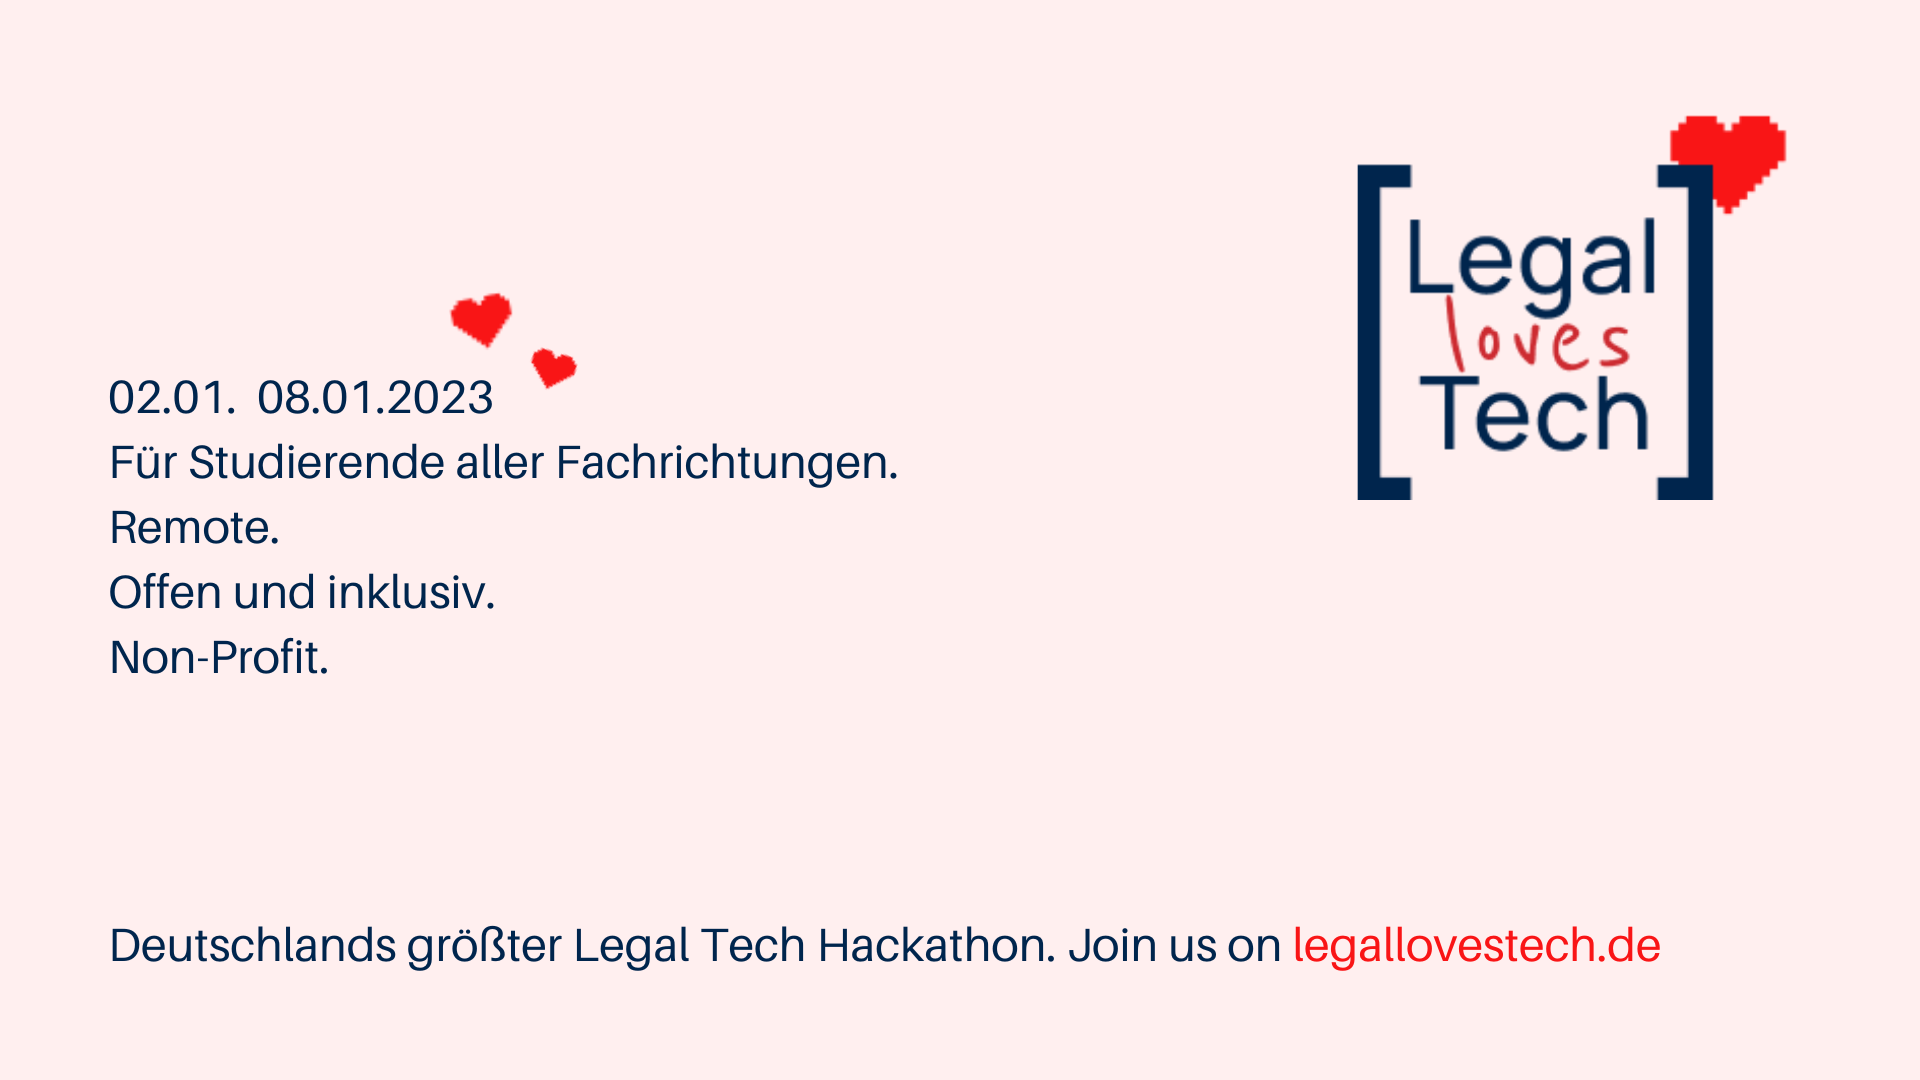 Legal
loves
Tech
02.01.  08.01.2023
Für Studierende aller Fachrichtungen.
Remote.
Offen und inklusiv.
Non-Profit.
Deutschlands größter Legal Tech Hackathon. Join us on legallovestech.de